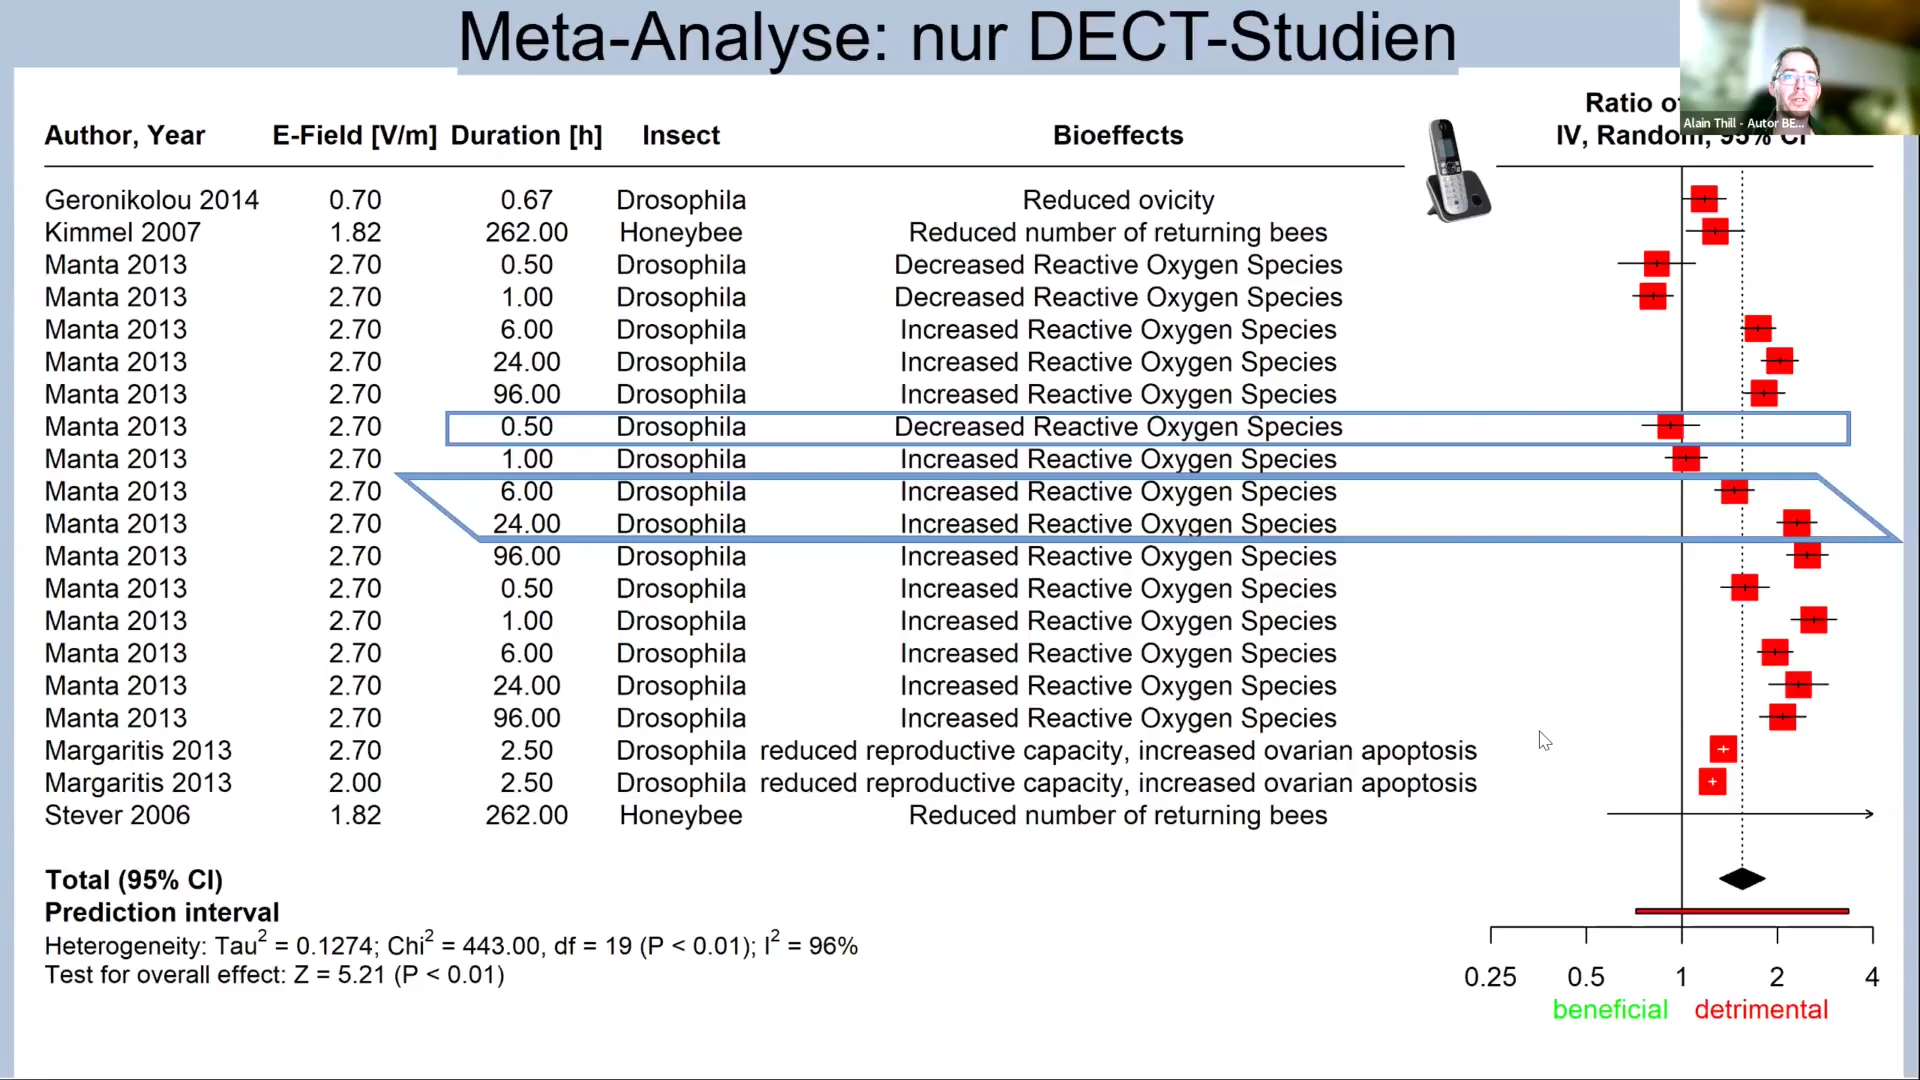 Meta-Analyse: nur DECT-Studien
Alain Thill - Autor BE...
Ratio o
Author, Year E-Field [V/m] Duration [h] Insect Bioeffects IV, Random, 95% CI
Geronikolou 2014 0.70 0.67 Drosophila Reduced ovicity
Kimmel 2007 1.82 262.00 Honeybee Reduced number of returning bees
Manta 2013 2.70 0.50 Drosophila Decreased Reactive Oxygen Species
Manta 2013 2.70 1.00 Drosophila Decreased Reactive Oxygen Species
Manta 2013 2.70 6.00 Drosophila Increased Reactive Oxygen Species
Manta 2013 2.70 24.00 Drosophila Increased Reactive Oxygen Species
Manta 2013 2.70 96.00 Drosophila Increased Reactive Oxygen Species
Manta 2013 2.70 0.50 Drosophila Decreased Reactive Oxygen Species
Manta 2013 2.70 1.00 Drosophila Increased Reactive Oxygen Species
Manta 2013 2.70 6.00 Drosophila Increased Reactive Oxygen Species
Manta 2013 2.70 24.00 Drosophila Increased Reactive Oxygen Species
Manta 2013 2.70 96.00 Drosophila Increased Reactive Oxygen Species
Manta 2013 2.70 0.50 Drosophila Increased Reactive Oxygen Species
Manta 2013 2.70 1.00 Drosophila Increased Reactive Oxygen Species
Manta 2013 2.70 6.00 Drosophila Increased Reactive Oxygen Species
Manta 2013 2.70 24.00 Drosophila Increased Reactive Oxygen Species
Manta 2013 2.70 96.00 Drosophila Increased Reactive Oxygen Species
Margaritis 2013 2.70 2.50 Drosophila reduced reproductive capacity, increased ovarian apoptosis
Margaritis 2013 2.00 2.50 Drosophila reduced reproductive capacity, increased ovarian apoptosis
Stever 2006 1.82 262.00 Honeybee Reduced number of returning bees
Total (95% CI)
Prediction interval
Heterogeneity: Tau² = 0.1274; Chi² = 443.00, df = 19 (P < 0.01); I² = 96%
Test for overall effect: Z = 5.21 (P < 0.01)
0.25 0.5 1 2 4
beneficial detrimental